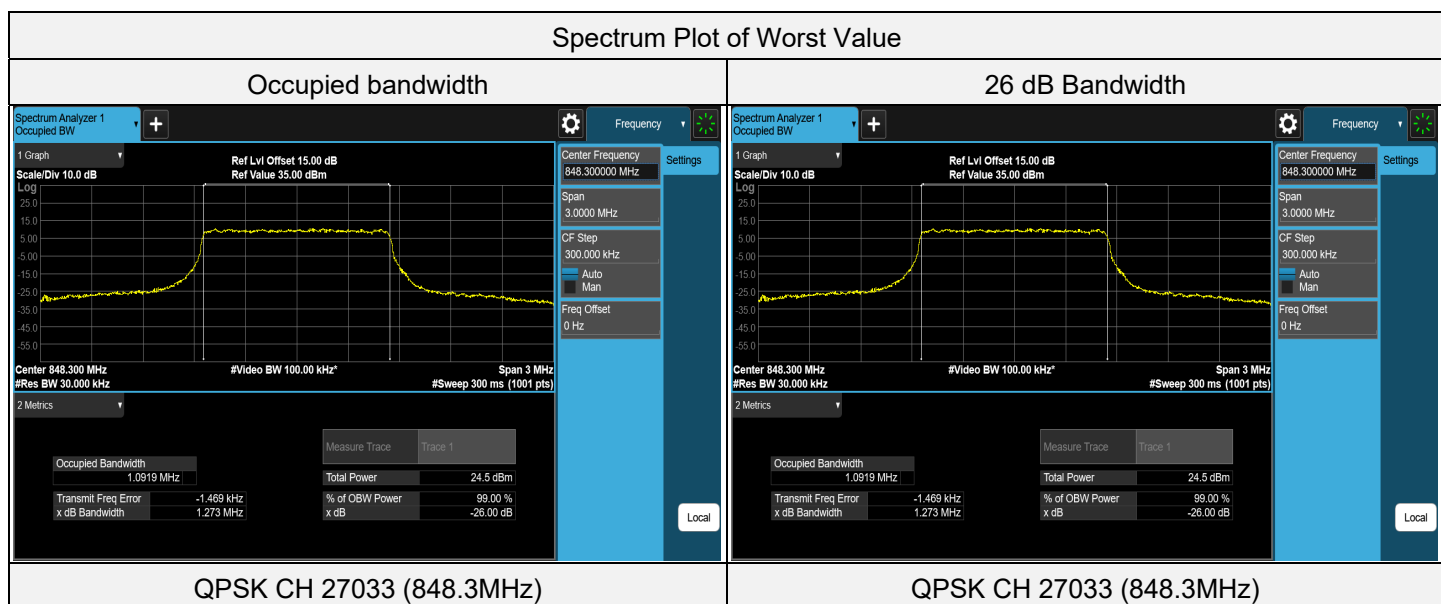 Spectrum Plot of Worst Value
Occupied bandwidth
26 dB Bandwidth
Spectrum Analyzer 1
Occupied BW
+
Frequency
1 Graph
Scale/Div 10.0 dB
Ref Lvl Offset 15.00 dB
Ref Value 35.00 dBm
Log
25.0
15.0
5.00
-5.00
-15.0
-25.0
-35.0
-45.0
-55.0
Center 848.300 MHz
#Video BW 100.00 kHz*
Span 3 MHz
#Res BW 30.000 kHz
#Sweep 300 ms (1001 pts)
Center Frequency
848.300000 MHz
Settings
Span
3.0000 MHz
CF Step
300.000 kHz
Auto
Man
Freq Offset
0 Hz
2 Metrics
Measure Trace Trace 1
Occupied Bandwidth
1.0919 MHz
Total Power 24.5 dBm
Transmit Freq Error -1.469 kHz
% of OBW Power 99.00 %
x dB Bandwidth 1.273 MHz
x dB -26.00 dB
Local
Spectrum Analyzer 1
Occupied BW
+
Frequency
1 Graph
Scale/Div 10.0 dB
Ref Lvl Offset 15.00 dB
Ref Value 35.00 dBm
Log
25.0
15.0
5.00
-5.00
-15.0
-25.0
-35.0
-45.0
-55.0
Center 848.300 MHz
#Video BW 100.00 kHz*
Span 3 MHz
#Res BW 30.000 kHz
#Sweep 300 ms (1001 pts)
Center Frequency
848.300000 MHz
Settings
Span
3.0000 MHz
CF Step
300.000 kHz
Auto
Man
Freq Offset
0 Hz
2 Metrics
Measure Trace Trace 1
Occupied Bandwidth
1.0919 MHz
Total Power 24.5 dBm
Transmit Freq Error -1.469 kHz
% of OBW Power 99.00 %
x dB Bandwidth 1.273 MHz
x dB -26.00 dB
Local
QPSK CH 27033 (848.3MHz)
QPSK CH 27033 (848.3MHz)